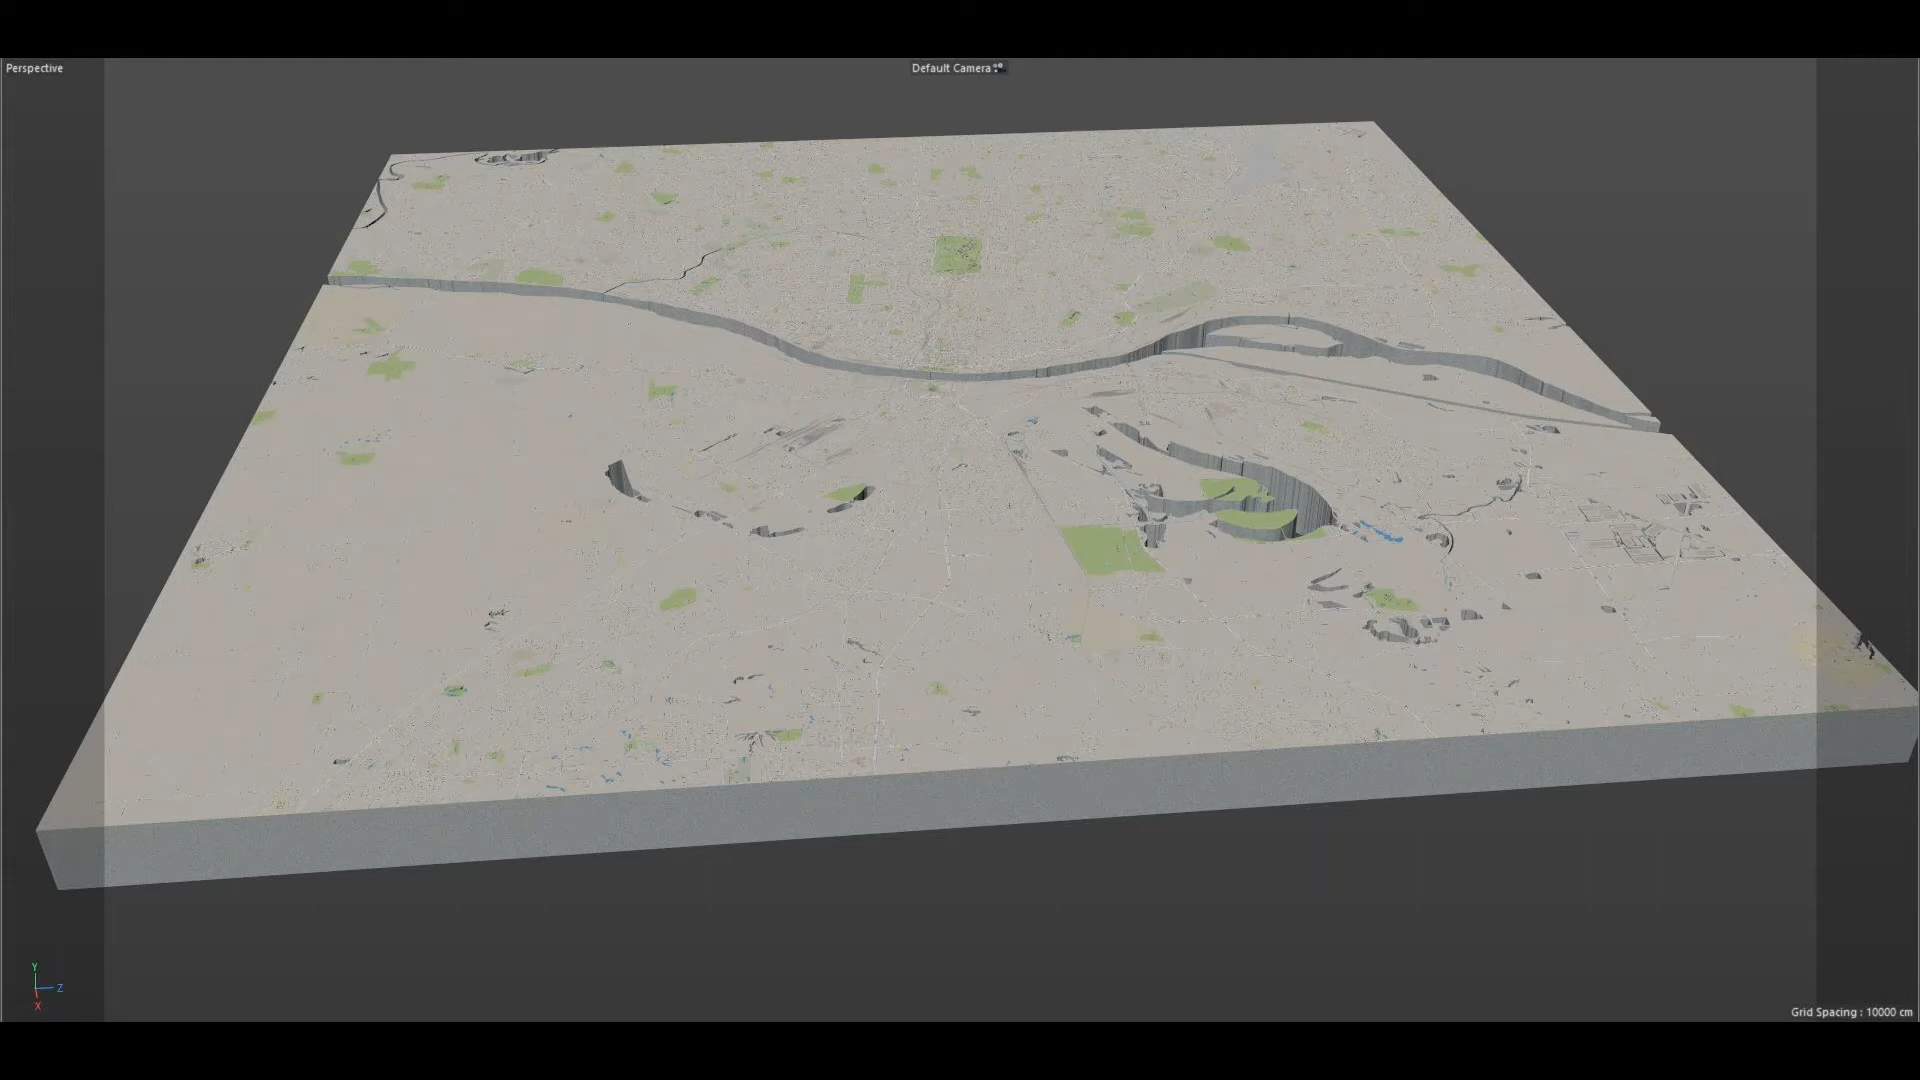 Perspective
Default Camera
Y
Z
X
Grid Spacing : 10000 cm